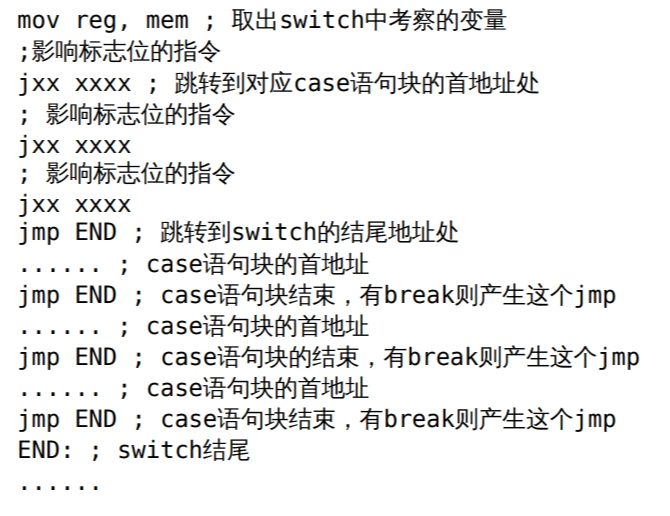 mov reg, mem ; 取出switch中考察的变量
;影响标志位的指令
jxx xxxx ; 跳转到对应case语句块的首地址处
; 影响标志位的指令
jxx xxxx
; 影响标志位的指令
jxx xxxx
jmp END ; 跳转到switch的结尾地址处
...... ; case语句块的首地址
jmp END ; case语句块结束，有break则产生这个jmp
...... ; case语句块的首地址
jmp END ; case语句块的结束，有break则产生这个jmp
...... ; case语句块的首地址
jmp END ; case语句块结束，有break则产生这个jmp
END: ; switch结尾
......